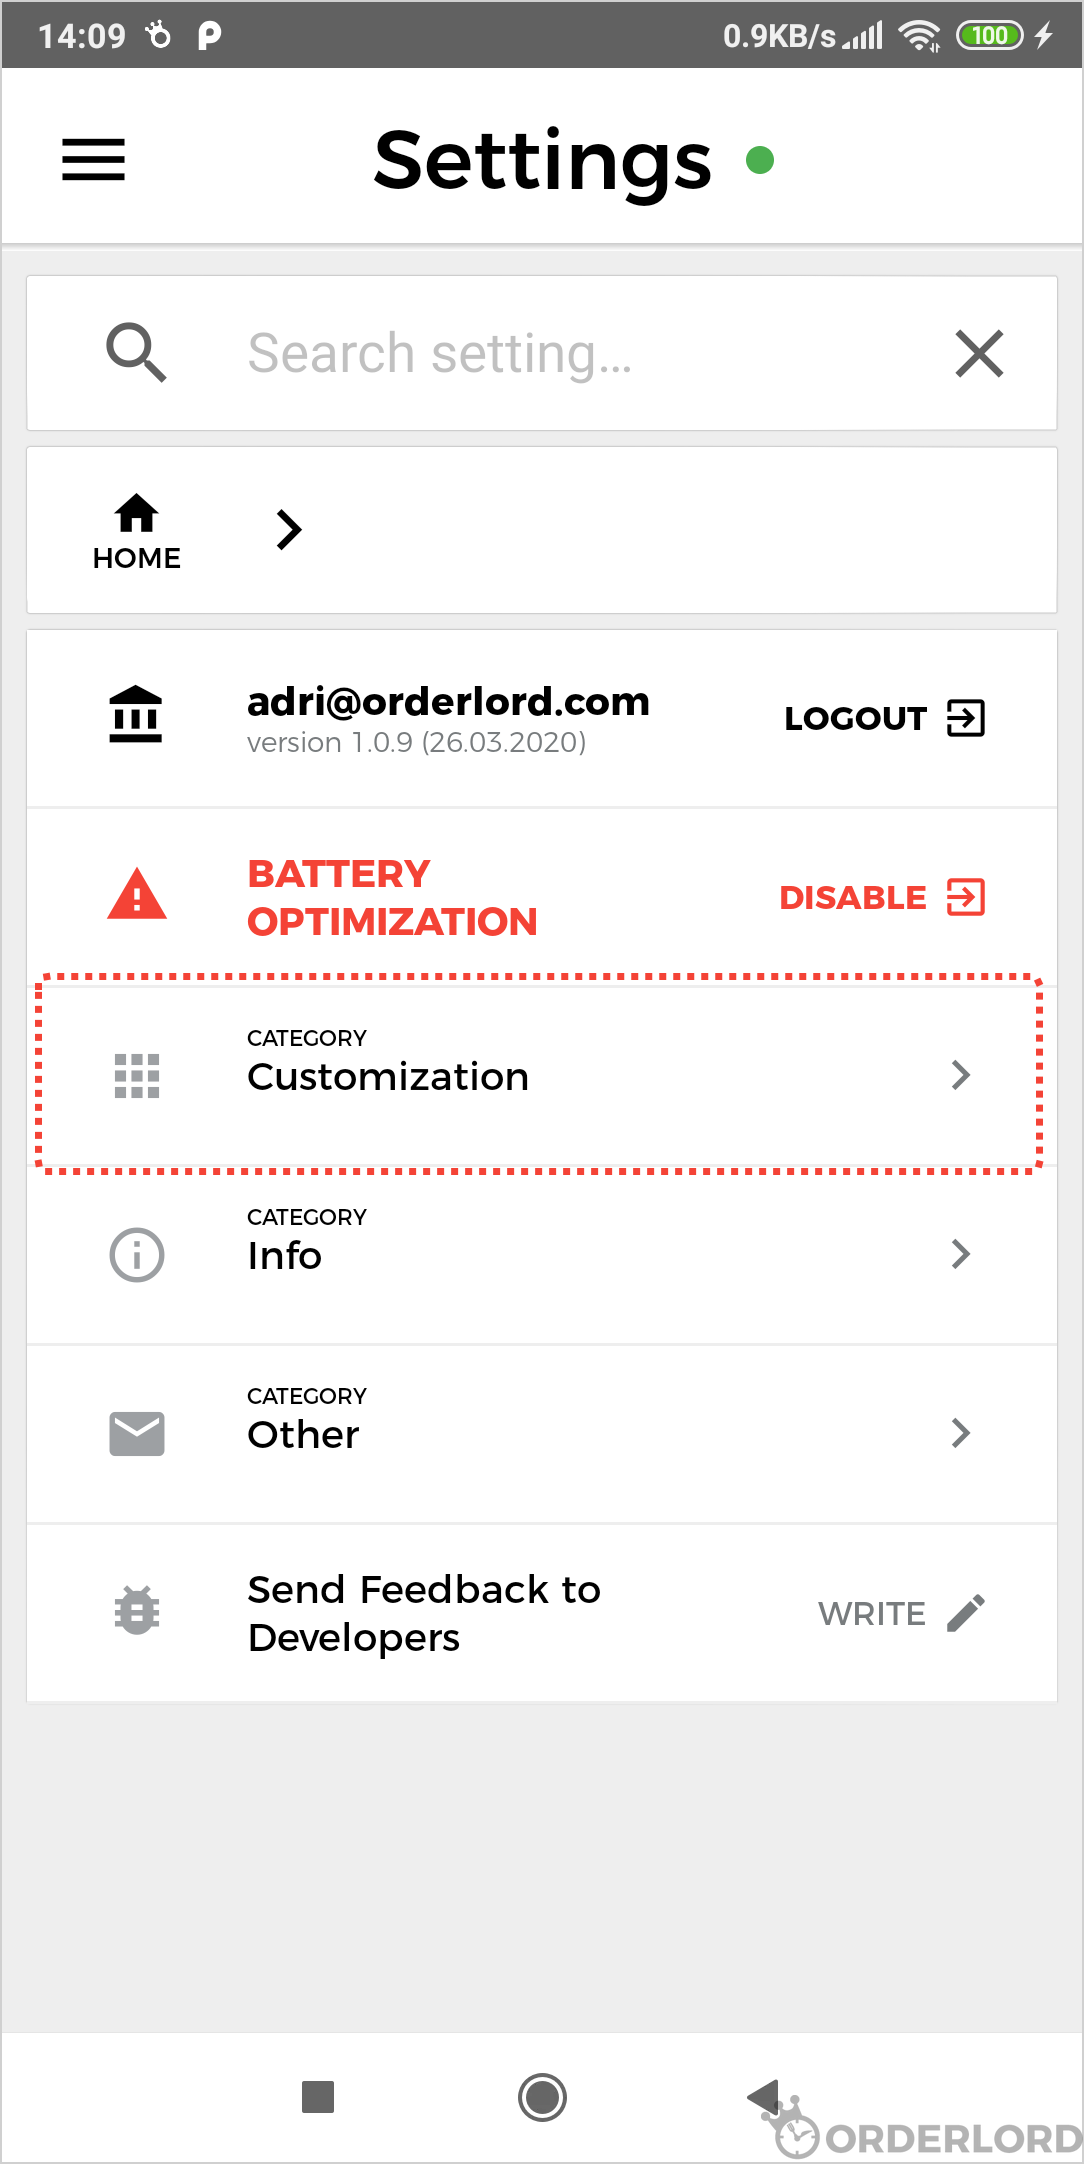 14:09
0.9KB/s
100
Settings
Search setting...
HOME
adri@orderlord.com
version 1.0.9 (26.03.2020)
LOGOUT
BATTERY
OPTIMIZATION
DISABLE
CATEGORY
Customization
CATEGORY
Info
CATEGORY
Other
Send Feedback to
Developers
WRITE
ORDERLORD